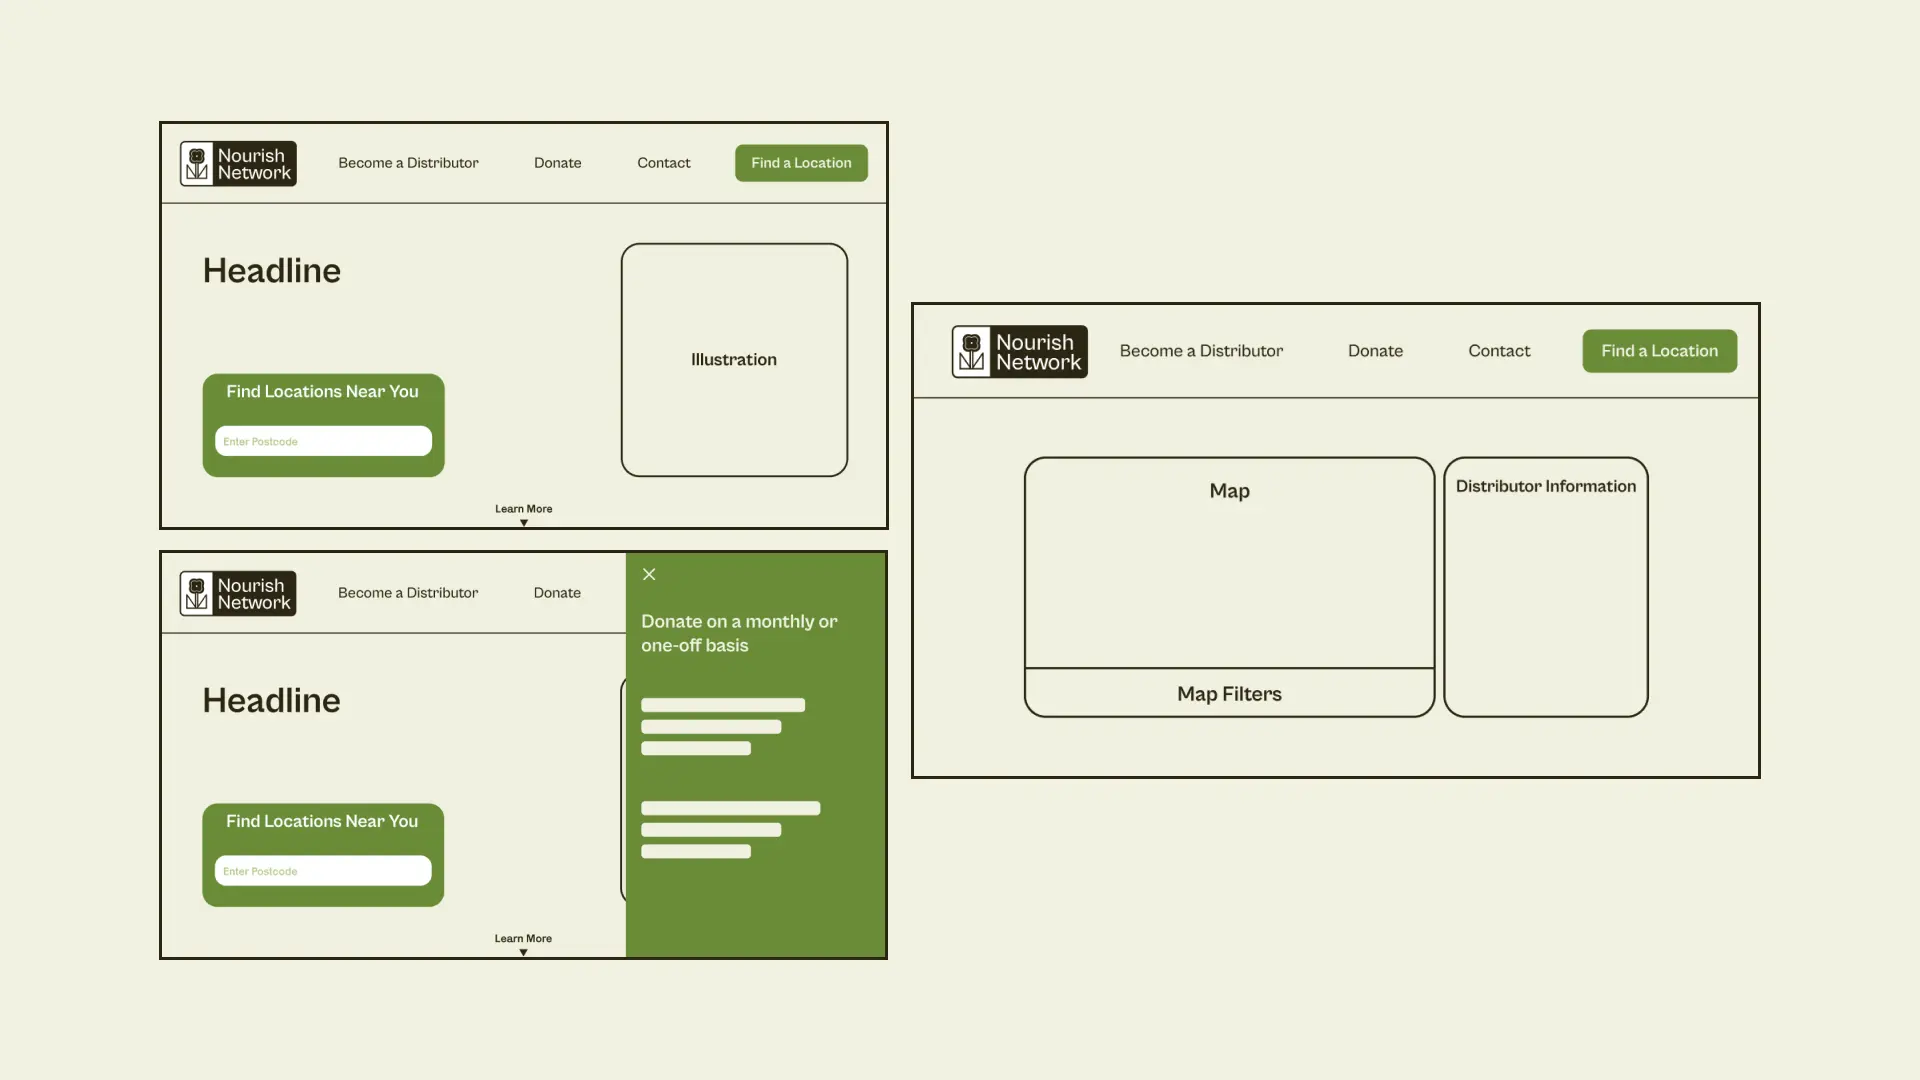 Nourish
Network
Become a Distributor
Donate
Contact
Find a Location
Headline
Illustration
Find Locations Near You
Enter Postcode
Learn More
Nourish
Network
Become a Distributor
Donate
Headline
Find Locations Near You
Enter Postcode
Learn More
Donate on a monthly or
one-off basis
Nourish
Network
Become a Distributor
Donate
Contact
Find a Location
Map
Map Filters
Distributor Information